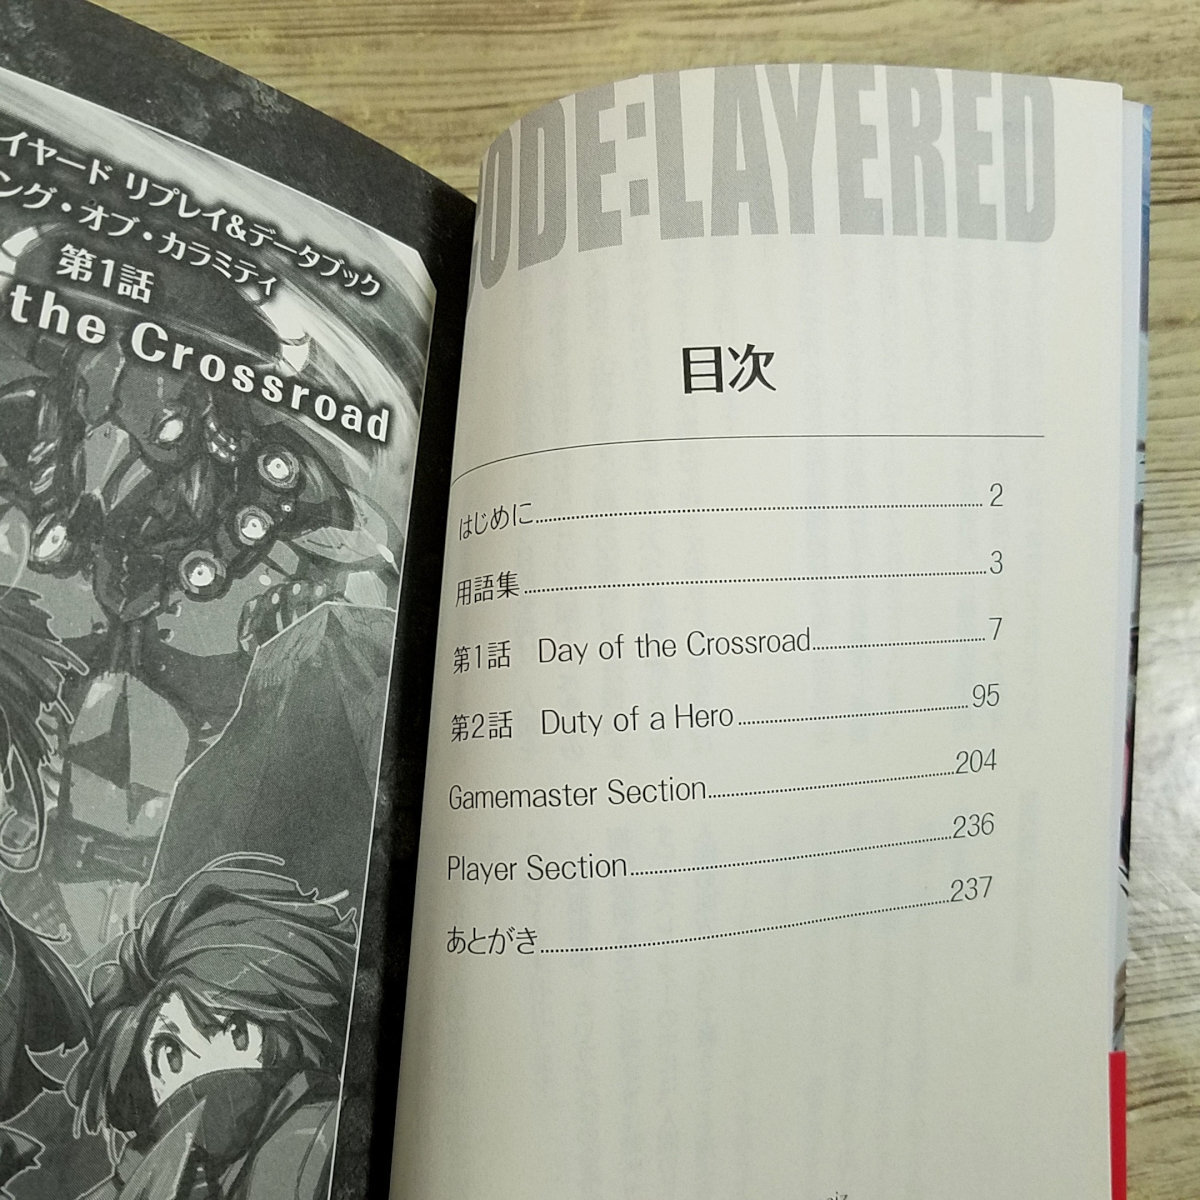 イヤード リプレイ&データブック
ング・オブ・カラミティ
第1話
the Crossroad
CODE:LAYERED
目次
はじめに 2
用語集 3
第1話 Day of the Crossroad 7
第2話 Duty of a Hero 95
Gamemaster Section 204
Player Section 236
あとがき 237